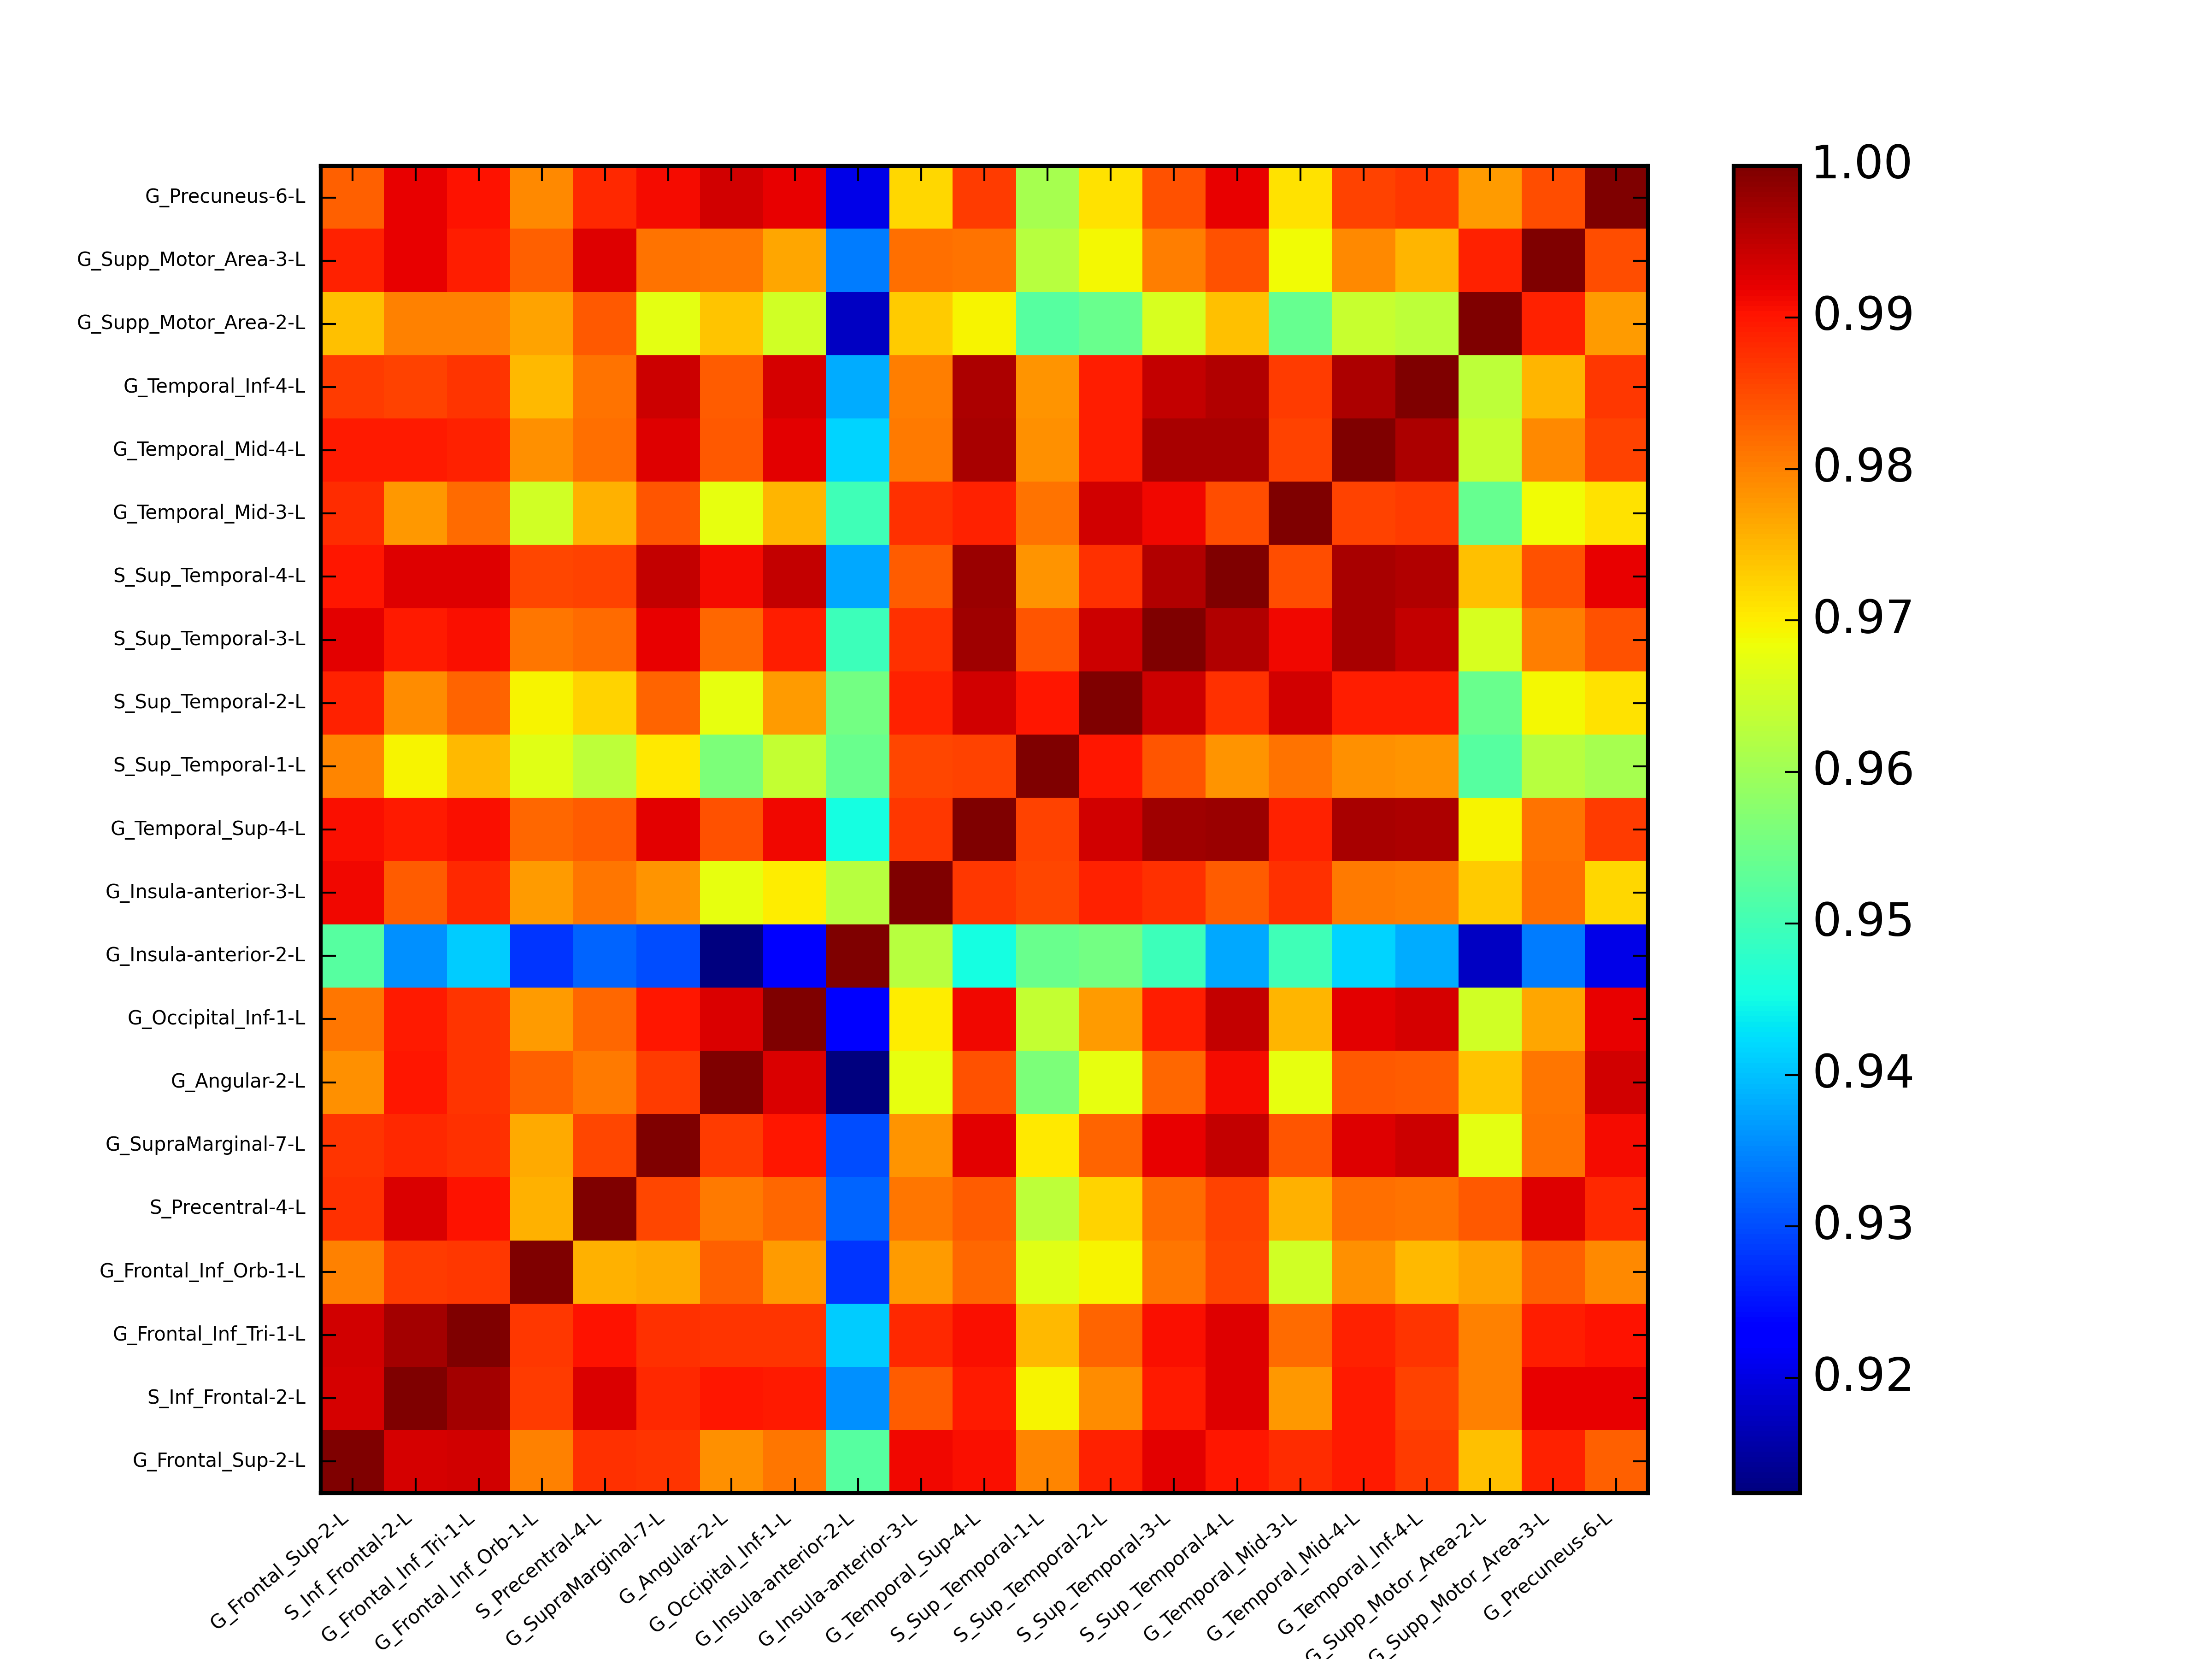 G_Precuneus-6-L
G_Supp_Motor_Area-3-L
G_Supp_Motor_Area-2-L
G_Temporal_Inf-4-L
G_Temporal_Mid-4-L
G_Temporal_Mid-3-L
S_Sup_Temporal-4-L
S_Sup_Temporal-3-L
S_Sup_Temporal-2-L
S_Sup_Temporal-1-L
G_Temporal_Sup-4-L
G_Insula-anterior-3-L
G_Insula-anterior-2-L
G_Occipital_Inf-1-L
G_Angular-2-L
G_SupraMarginal-7-L
S_Precentral-4-L
G_Frontal_Inf_Orb-1-L
G_Frontal_Inf_Tri-1-L
S_Inf_Frontal-2-L
G_Frontal_Sup-2-L
G_Frontal_Sup-2-L
S_Inf_Frontal-2-L
G_Frontal_Inf_Tri-1-L
G_Frontal_Inf_Orb-1-L
S_Precentral-4-L
G_SupraMarginal-7-L
G_Angular-2-L
G_Occipital_Inf-1-L
G_Insula-anterior-2-L
G_Insula-anterior-3-L
G_Temporal_Sup-4-L
S_Sup_Temporal-1-L
S_Sup_Temporal-2-L
S_Sup_Temporal-3-L
S_Sup_Temporal-4-L
G_Temporal_Mid-3-L
G_Temporal_Mid-4-L
G_Temporal_Inf-4-L
G_Supp_Motor_Area-2-L
G_Supp_Motor_Area-3-L
G_Precuneus-6-L
1.00
0.99
0.98
0.97
0.96
0.95
0.94
0.93
0.92